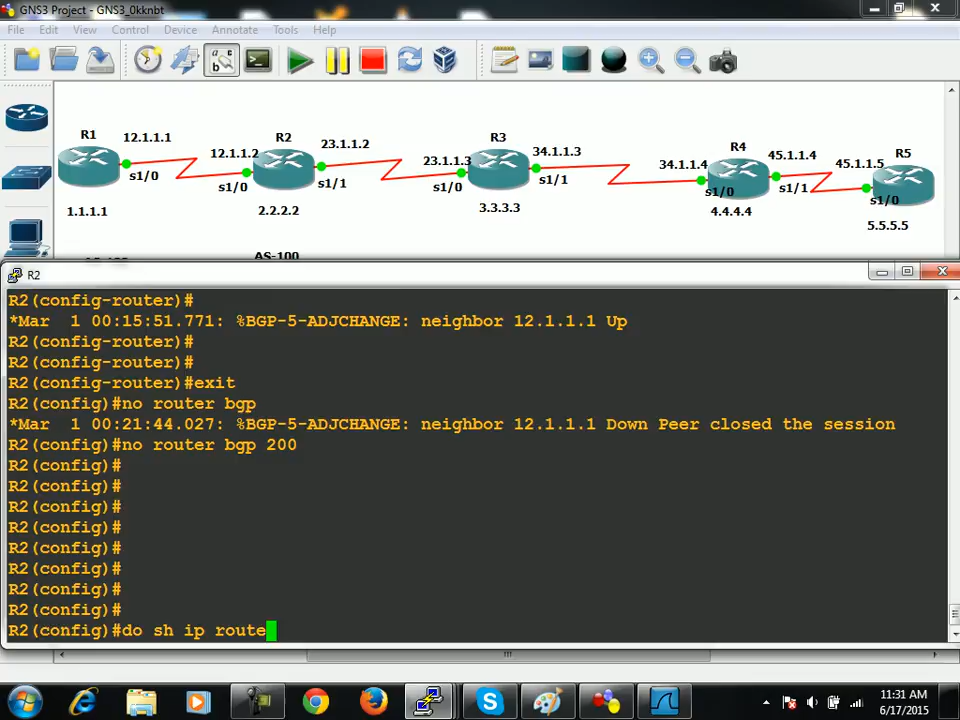 GNS3 Project - GNS3_0kknbt
File Edit View Control Device Annotate Tools Help
R1 12.1.1.1 R2 23.1.1.2 R3 34.1.1.3 R4 45.1.1.4 R5
12.1.1.2 23.1.1.3 34.1.1.4 45.1.1.5
s1/0 s1/0 s1/1 s1/0 s1/1 s1/0 s1/1 s1/0
1.1.1.1 2.2.2.2 3.3.3.3 4.4.4.4 5.5.5.5
AS-100
R2
R2(config-router)#
*Mar  1 00:15:51.771: %BGP-5-ADJCHANGE: neighbor 12.1.1.1 Up
R2(config-router)#
R2(config-router)#
R2(config-router)#exit
R2(config)#no router bgp
*Mar  1 00:21:44.027: %BGP-5-ADJCHANGE: neighbor 12.1.1.1 Down Peer closed the session
R2(config)#no router bgp 200
R2(config)#
R2(config)#
R2(config)#
R2(config)#
R2(config)#
R2(config)#
R2(config)#
R2(config)#
R2(config)#do sh ip route
11:31 AM
6/17/2015